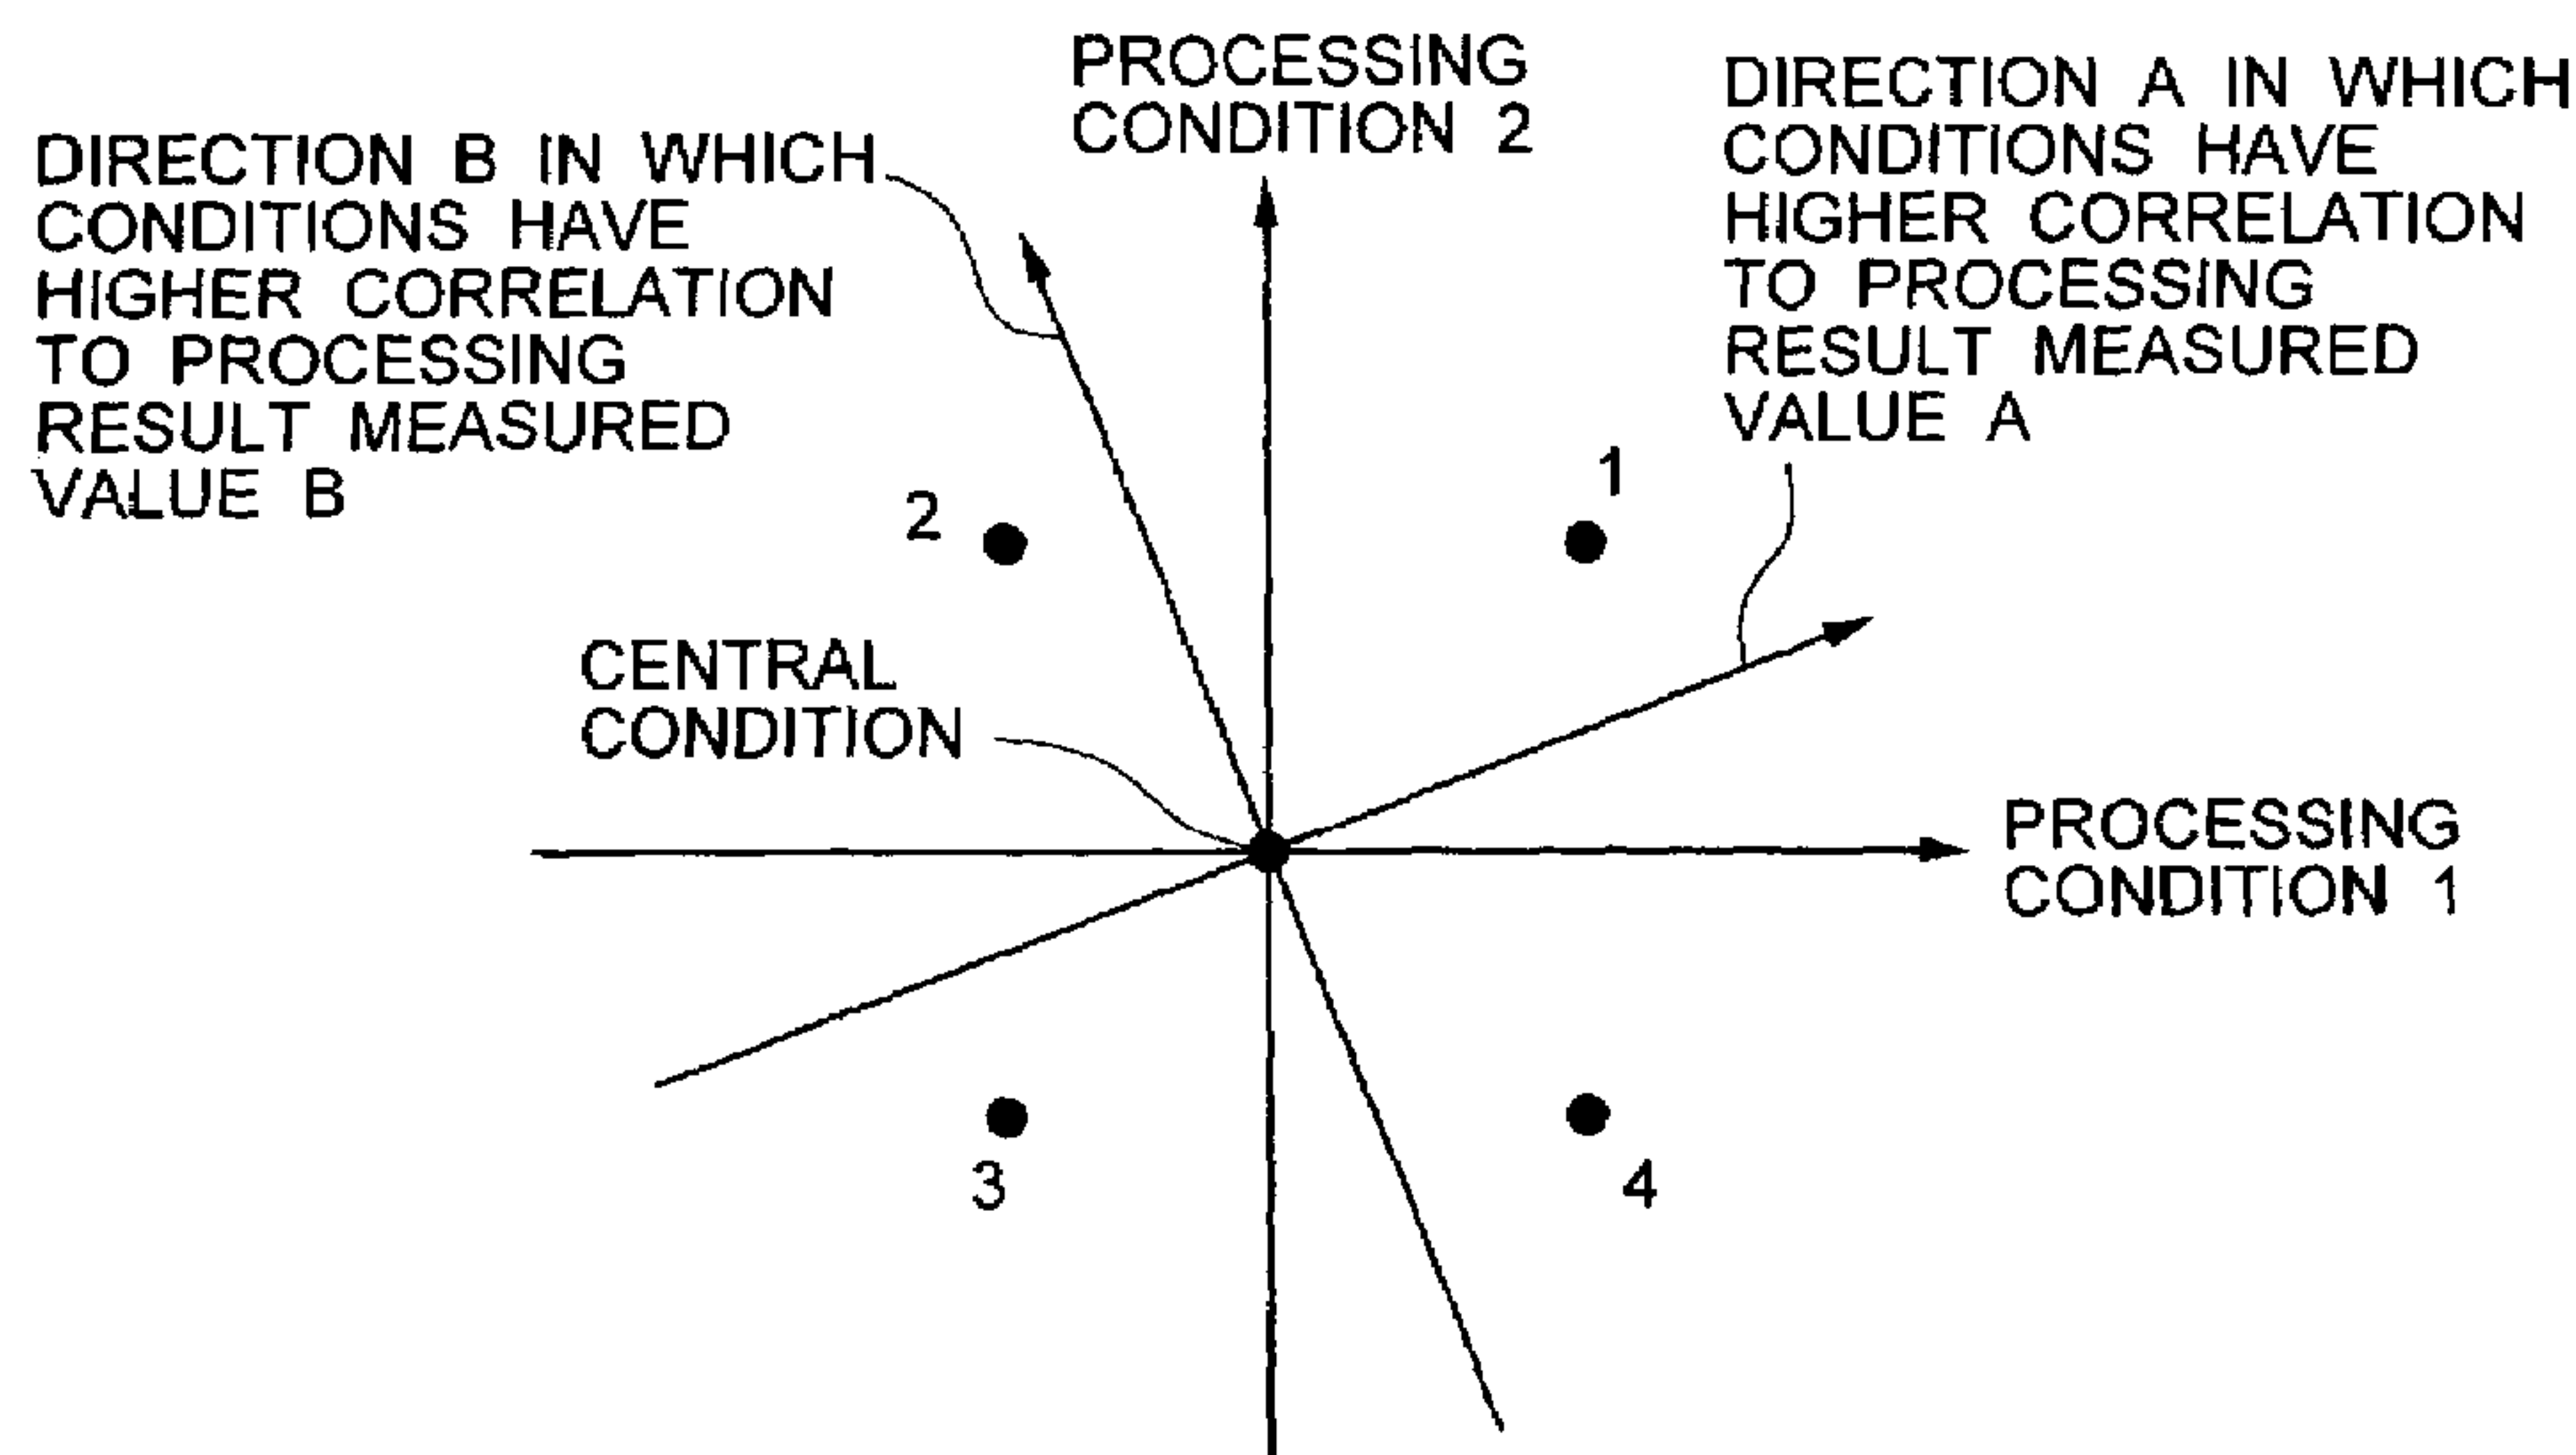 PROCESSING
CONDITION 2
DIRECTION A IN WHICH
CONDITIONS HAVE
HIGHER CORRELATION
TO PROCESSING
RESULT MEASURED
VALUE A
DIRECTION B IN WHICH
CONDITIONS HAVE
HIGHER CORRELATION
TO PROCESSING
RESULT MEASURED
VALUE B
1
2
CENTRAL
CONDITION
PROCESSING
CONDITION 1
3
4